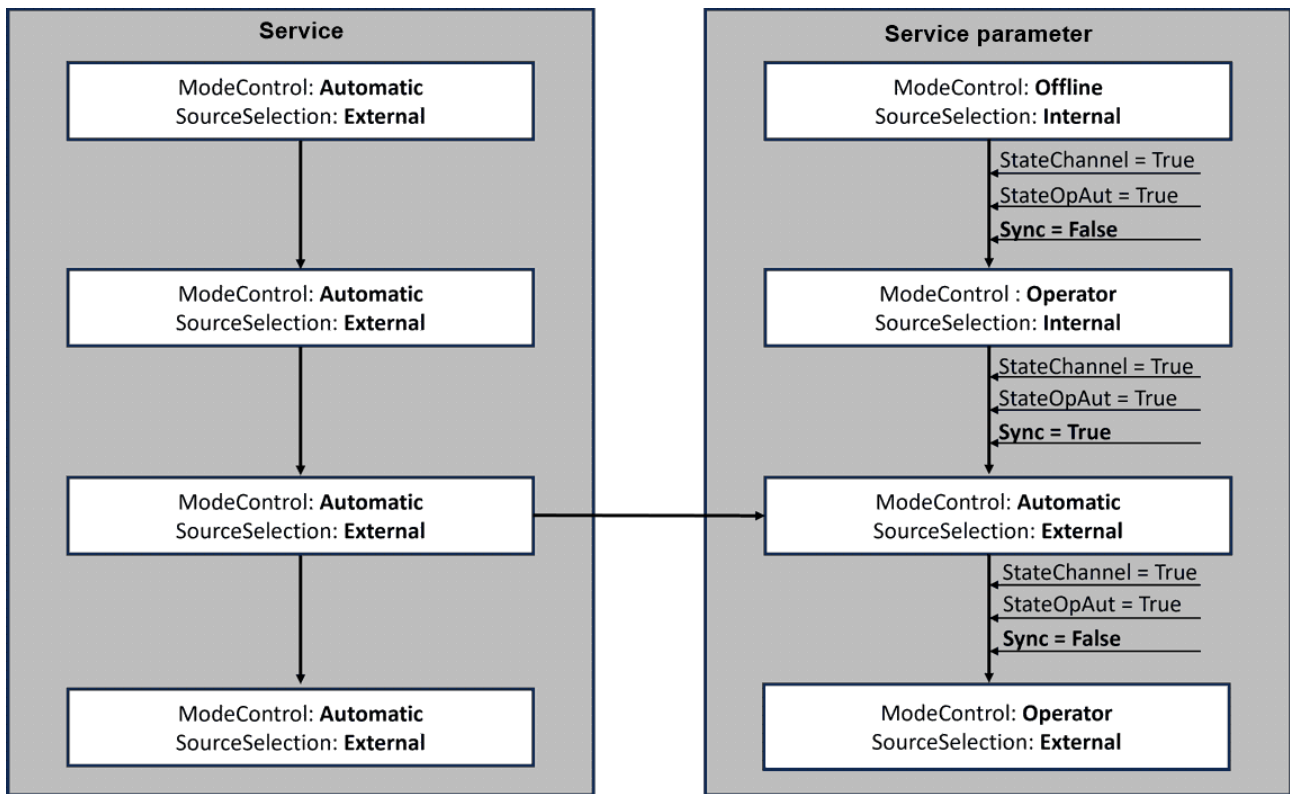 Service
ModeControl: Automatic
SourceSelection: External
ModeControl: Automatic
SourceSelection: External
ModeControl: Automatic
SourceSelection: External
ModeControl: Automatic
SourceSelection: External
Service parameter
ModeControl: Offline
SourceSelection: Internal
StateChannel = True
StateOpAut = True
Sync = False
ModeControl : Operator
SourceSelection: Internal
StateChannel = True
StateOpAut = True
Sync = True
ModeControl: Automatic
SourceSelection: External
StateChannel = True
StateOpAut = True
Sync = False
ModeControl: Operator
SourceSelection: External